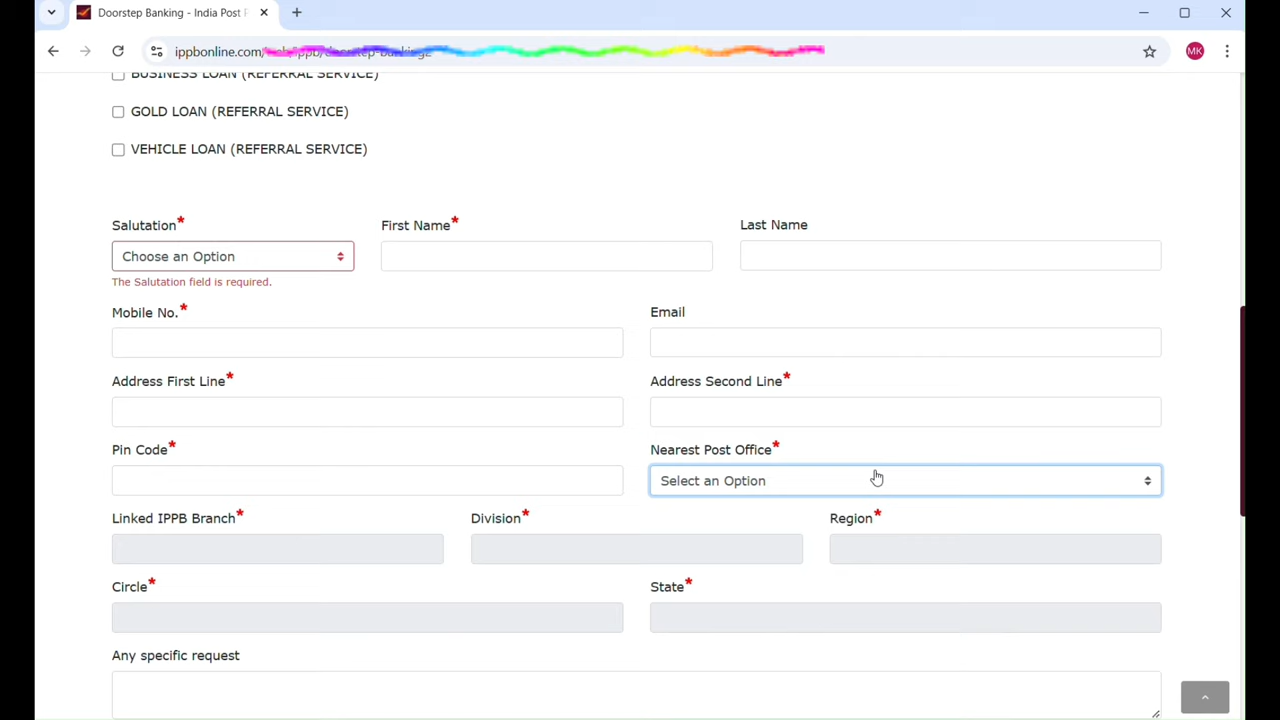 Doorstep Banking - India Post
ippbonline.com/
BUSINESS LOAN (REFERRAL SERVICE)
GOLD LOAN (REFERRAL SERVICE)
VEHICLE LOAN (REFERRAL SERVICE)
Salutation* First Name* Last Name
Choose an Option
The Salutation field is required.
Mobile No.* Email
Address First Line* Address Second Line*
Pin Code* Nearest Post Office*
Select an Option
Linked IPPB Branch* Division* Region*
Circle* State*
Any specific request
MK